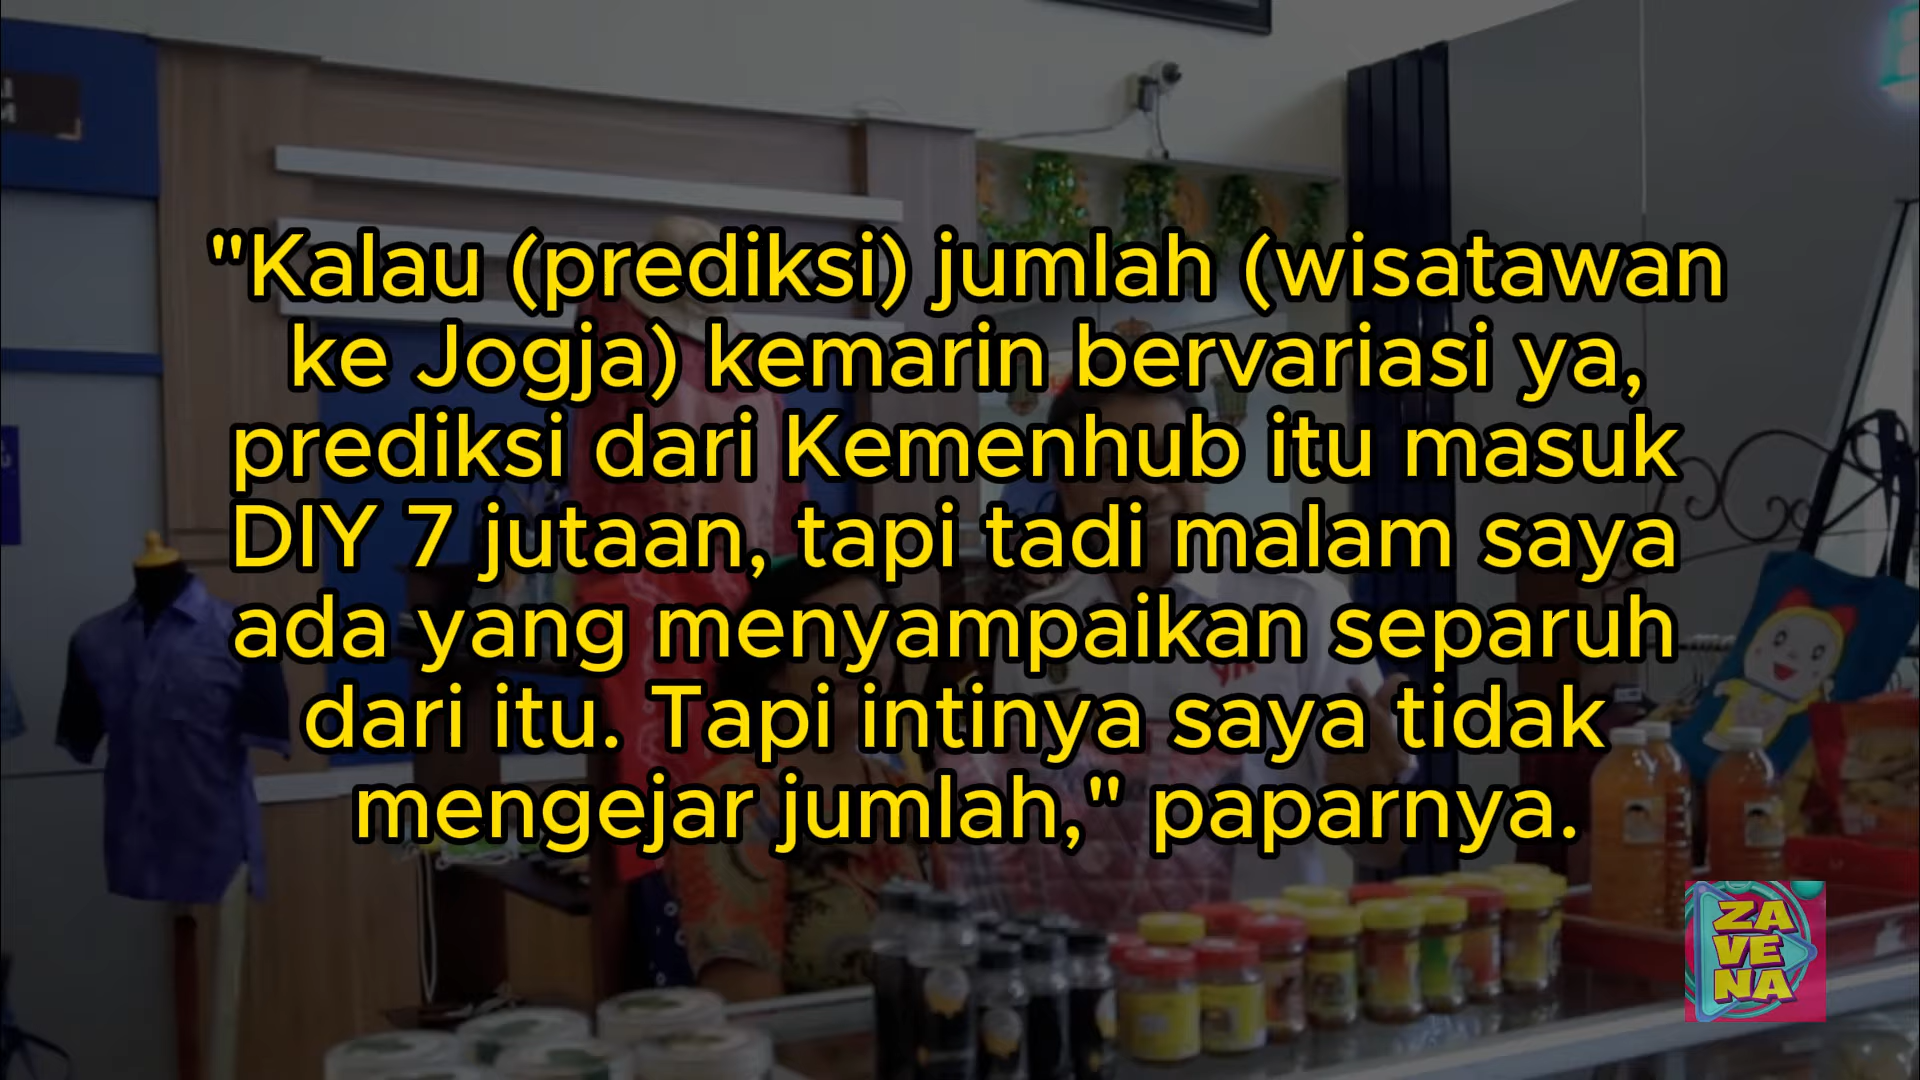 "Kalau (prediksi) jumlah (wisatawan
ke Jogja) kemarin bervariasi ya,
prediksi dari Kemenhub itu masuk
DIY 7 jutaan, tapi tadi malam saya
ada yang menyampaikan separuh
dari itu. Tapi intinya saya tidak
mengejar jumlah," paparnya.
ZA
VE
NA